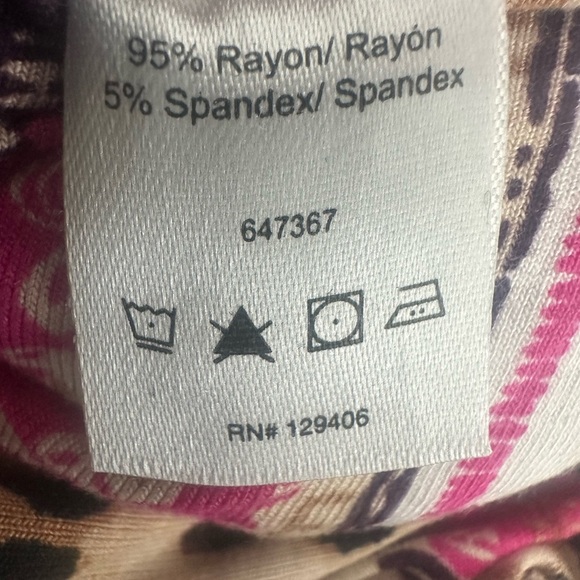 95% Rayon/ Rayón
5% Spandex/ Spandex
647367
RN# 129406